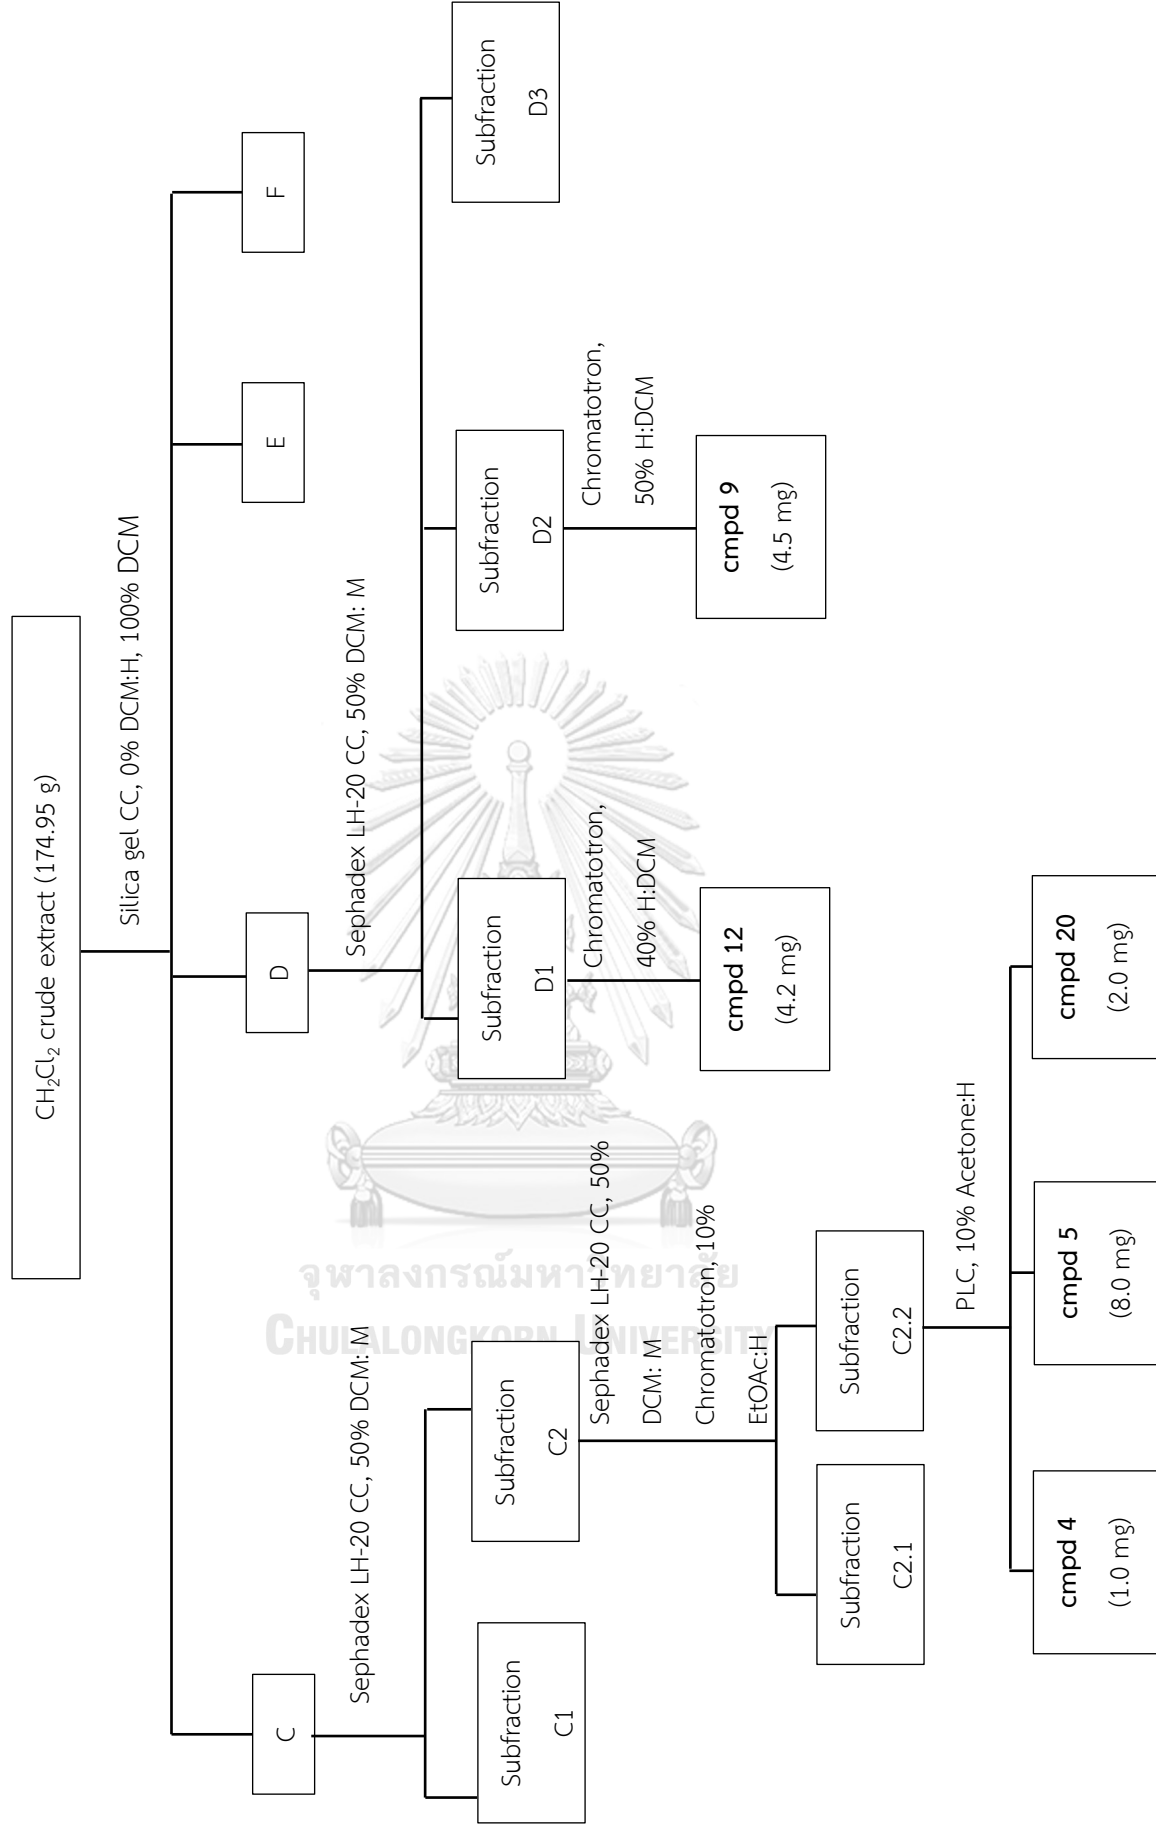 CH₂Cl₂ crude extract (174.95 g)
Silica gel CC, 0% DCM:H, 100% DCM
C
D
E
F
Sephadex LH-20 CC, 50% DCM: M
Sephadex LH-20 CC, 50% DCM: M
Subfraction
C1
Subfraction
C2
Subfraction
D1
Subfraction
D2
Subfraction
D3
Sephadex LH-20 CC, 50%
DCM: M
Chromatotron,10%
EtOAc:H
Chromatotron,
40% H:DCM
Chromatotron,
50% H:DCM
Subfraction
C2.1
Subfraction
C2.2
cmpd 12
(4.2 mg)
cmpd 9
(4.5 mg)
PLC, 10% Acetone:H
cmpd 4
(1.0 mg)
cmpd 5
(8.0 mg)
cmpd 20
(2.0 mg)
จุฬาลงกรณ์มหาวิทยาลัย
CHULALONGKORN UNIVERSITY